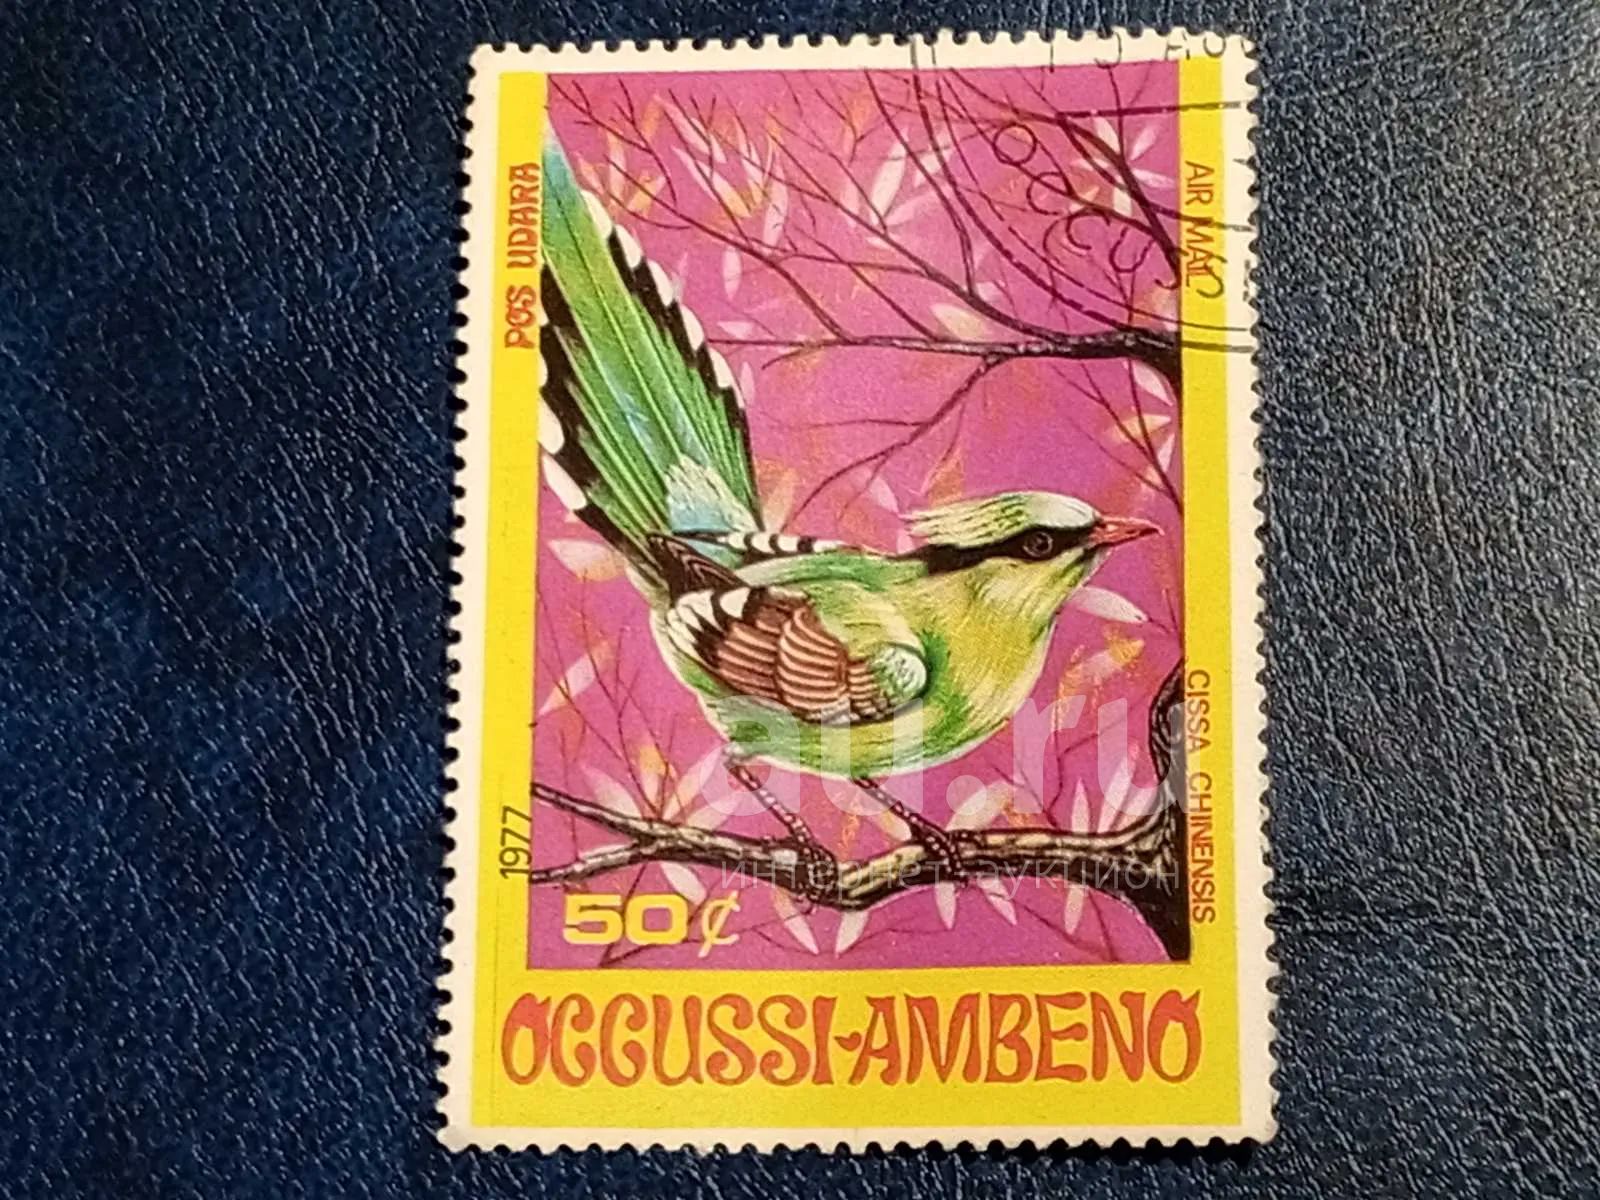 POS UDARA
AIR MAIL
CISSA CHINENSIS
1977
50¢
OCCUSSI-AMBENO
au.ru
интернет аукцион